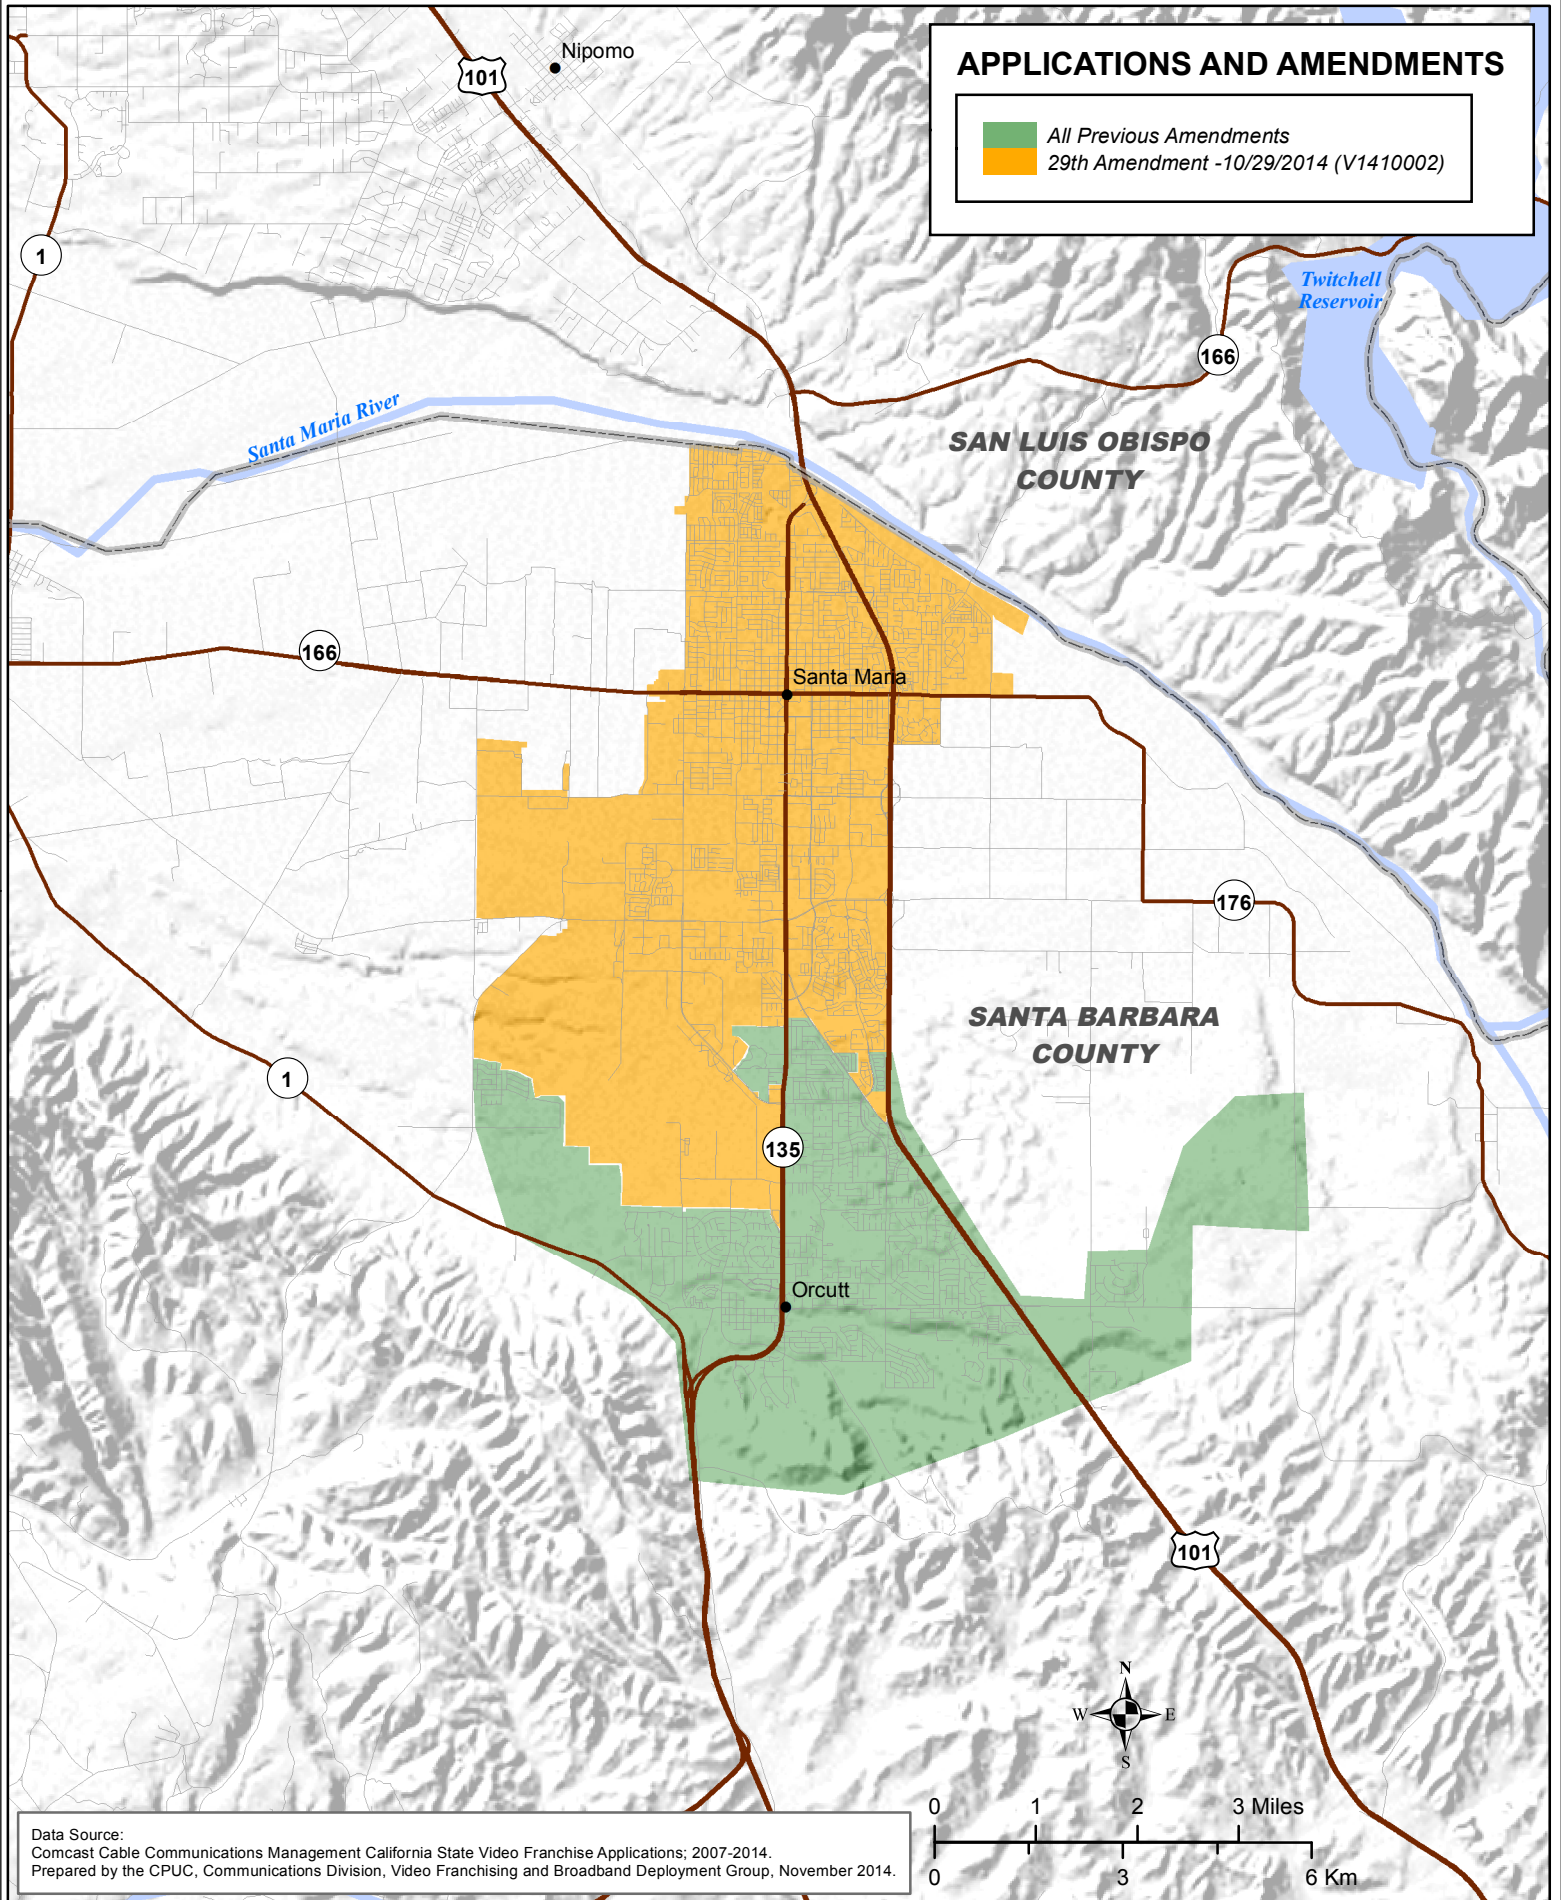 APPLICATIONS AND AMENDMENTS
All Previous Amendments
29th Amendment -10/29/2014 (V1410002)
Nipomo
101
1
Twitchell
Reservoir
166
Santa Maria River
SAN LUIS OBISPO
COUNTY
166
Santa Maria
176
SANTA BARBARA
COUNTY
1
135
Orcutt
101
N
W
E
S
0
1
2
3 Miles
0
3
6 Km
Data Source:
Comcast Cable Communications Management California State Video Franchise Applications; 2007-2014.
Prepared by the CPUC, Communications Division, Video Franchising and Broadband Deployment Group, November 2014.